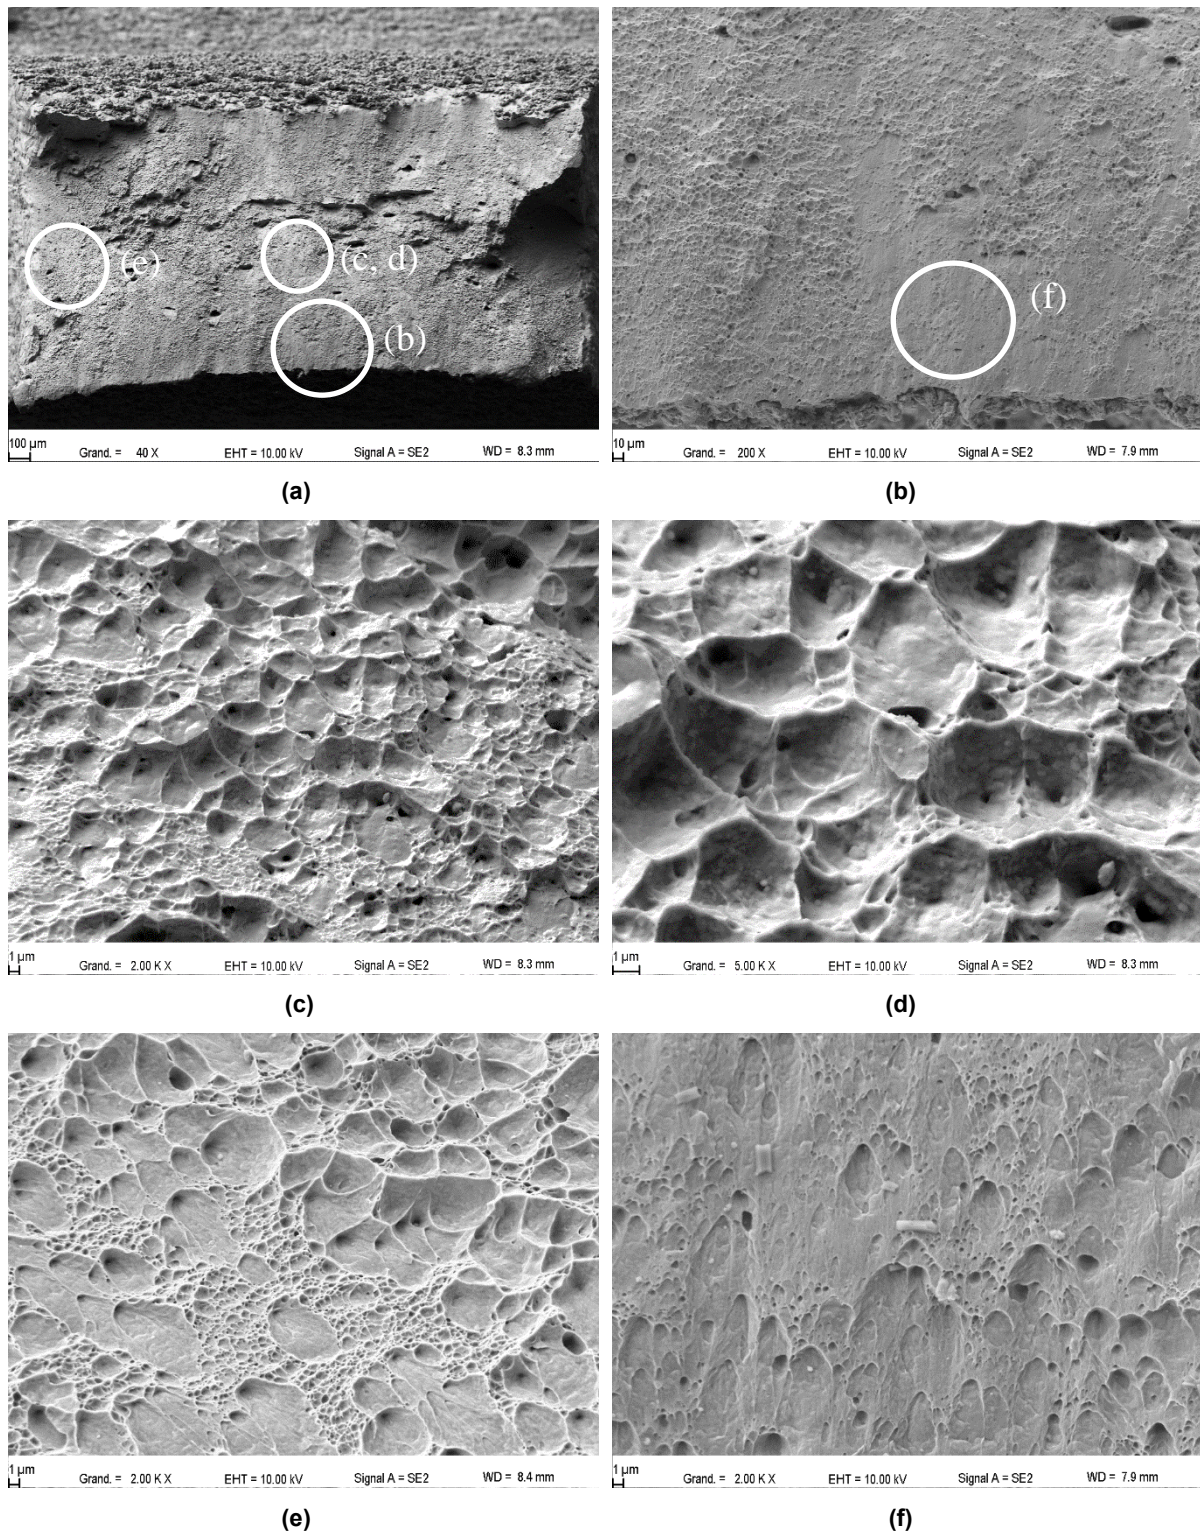 (e)
(c, d)
(b)
(f)
100 µm
Grand. = 40 X EHT = 10.00 kV Signal A = SE2 WD = 8.3 mm
10 µm
Grand. = 200 X EHT = 10.00 kV Signal A = SE2 WD = 7.9 mm
(a)
(b)
1 µm
Grand. = 2.00 K X EHT = 10.00 kV Signal A = SE2 WD = 8.3 mm
1 µm
Grand. = 5.00 K X EHT = 10.00 kV Signal A = SE2 WD = 8.3 mm
(c)
(d)
1 µm
Grand. = 2.00 K X EHT = 10.00 kV Signal A = SE2 WD = 8.4 mm
1 µm
Grand. = 2.00 K X EHT = 10.00 kV Signal A = SE2 WD = 7.9 mm
(e)
(f)